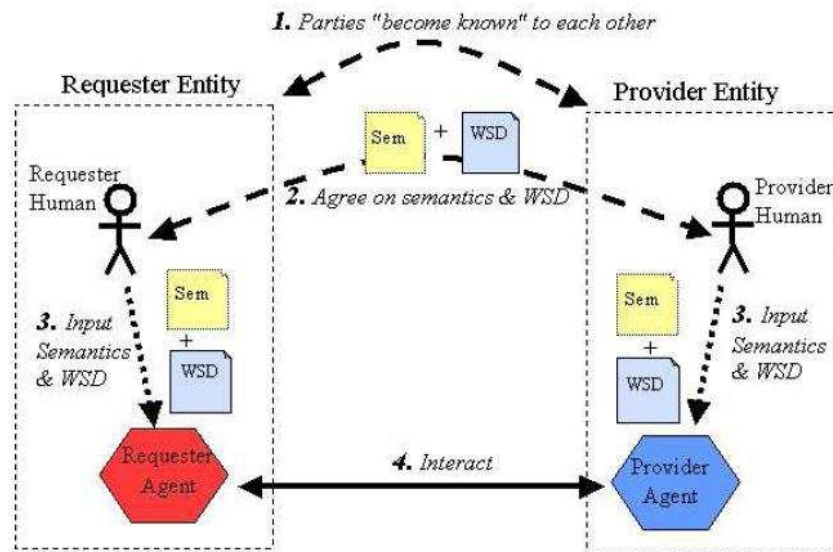 1. Parties "become known" to each other
Requester Entity
Provider Entity
Sem
+
WSD
Requester
Human
2. Agree on semantics & WSD
Provider
Human
Sem
+
WSD
3. Input
Semantics
& WSD
Sem
+
WSD
3. Input
Semantics
& WSD
Requester
Agent
4. Interact
Provider
Agent